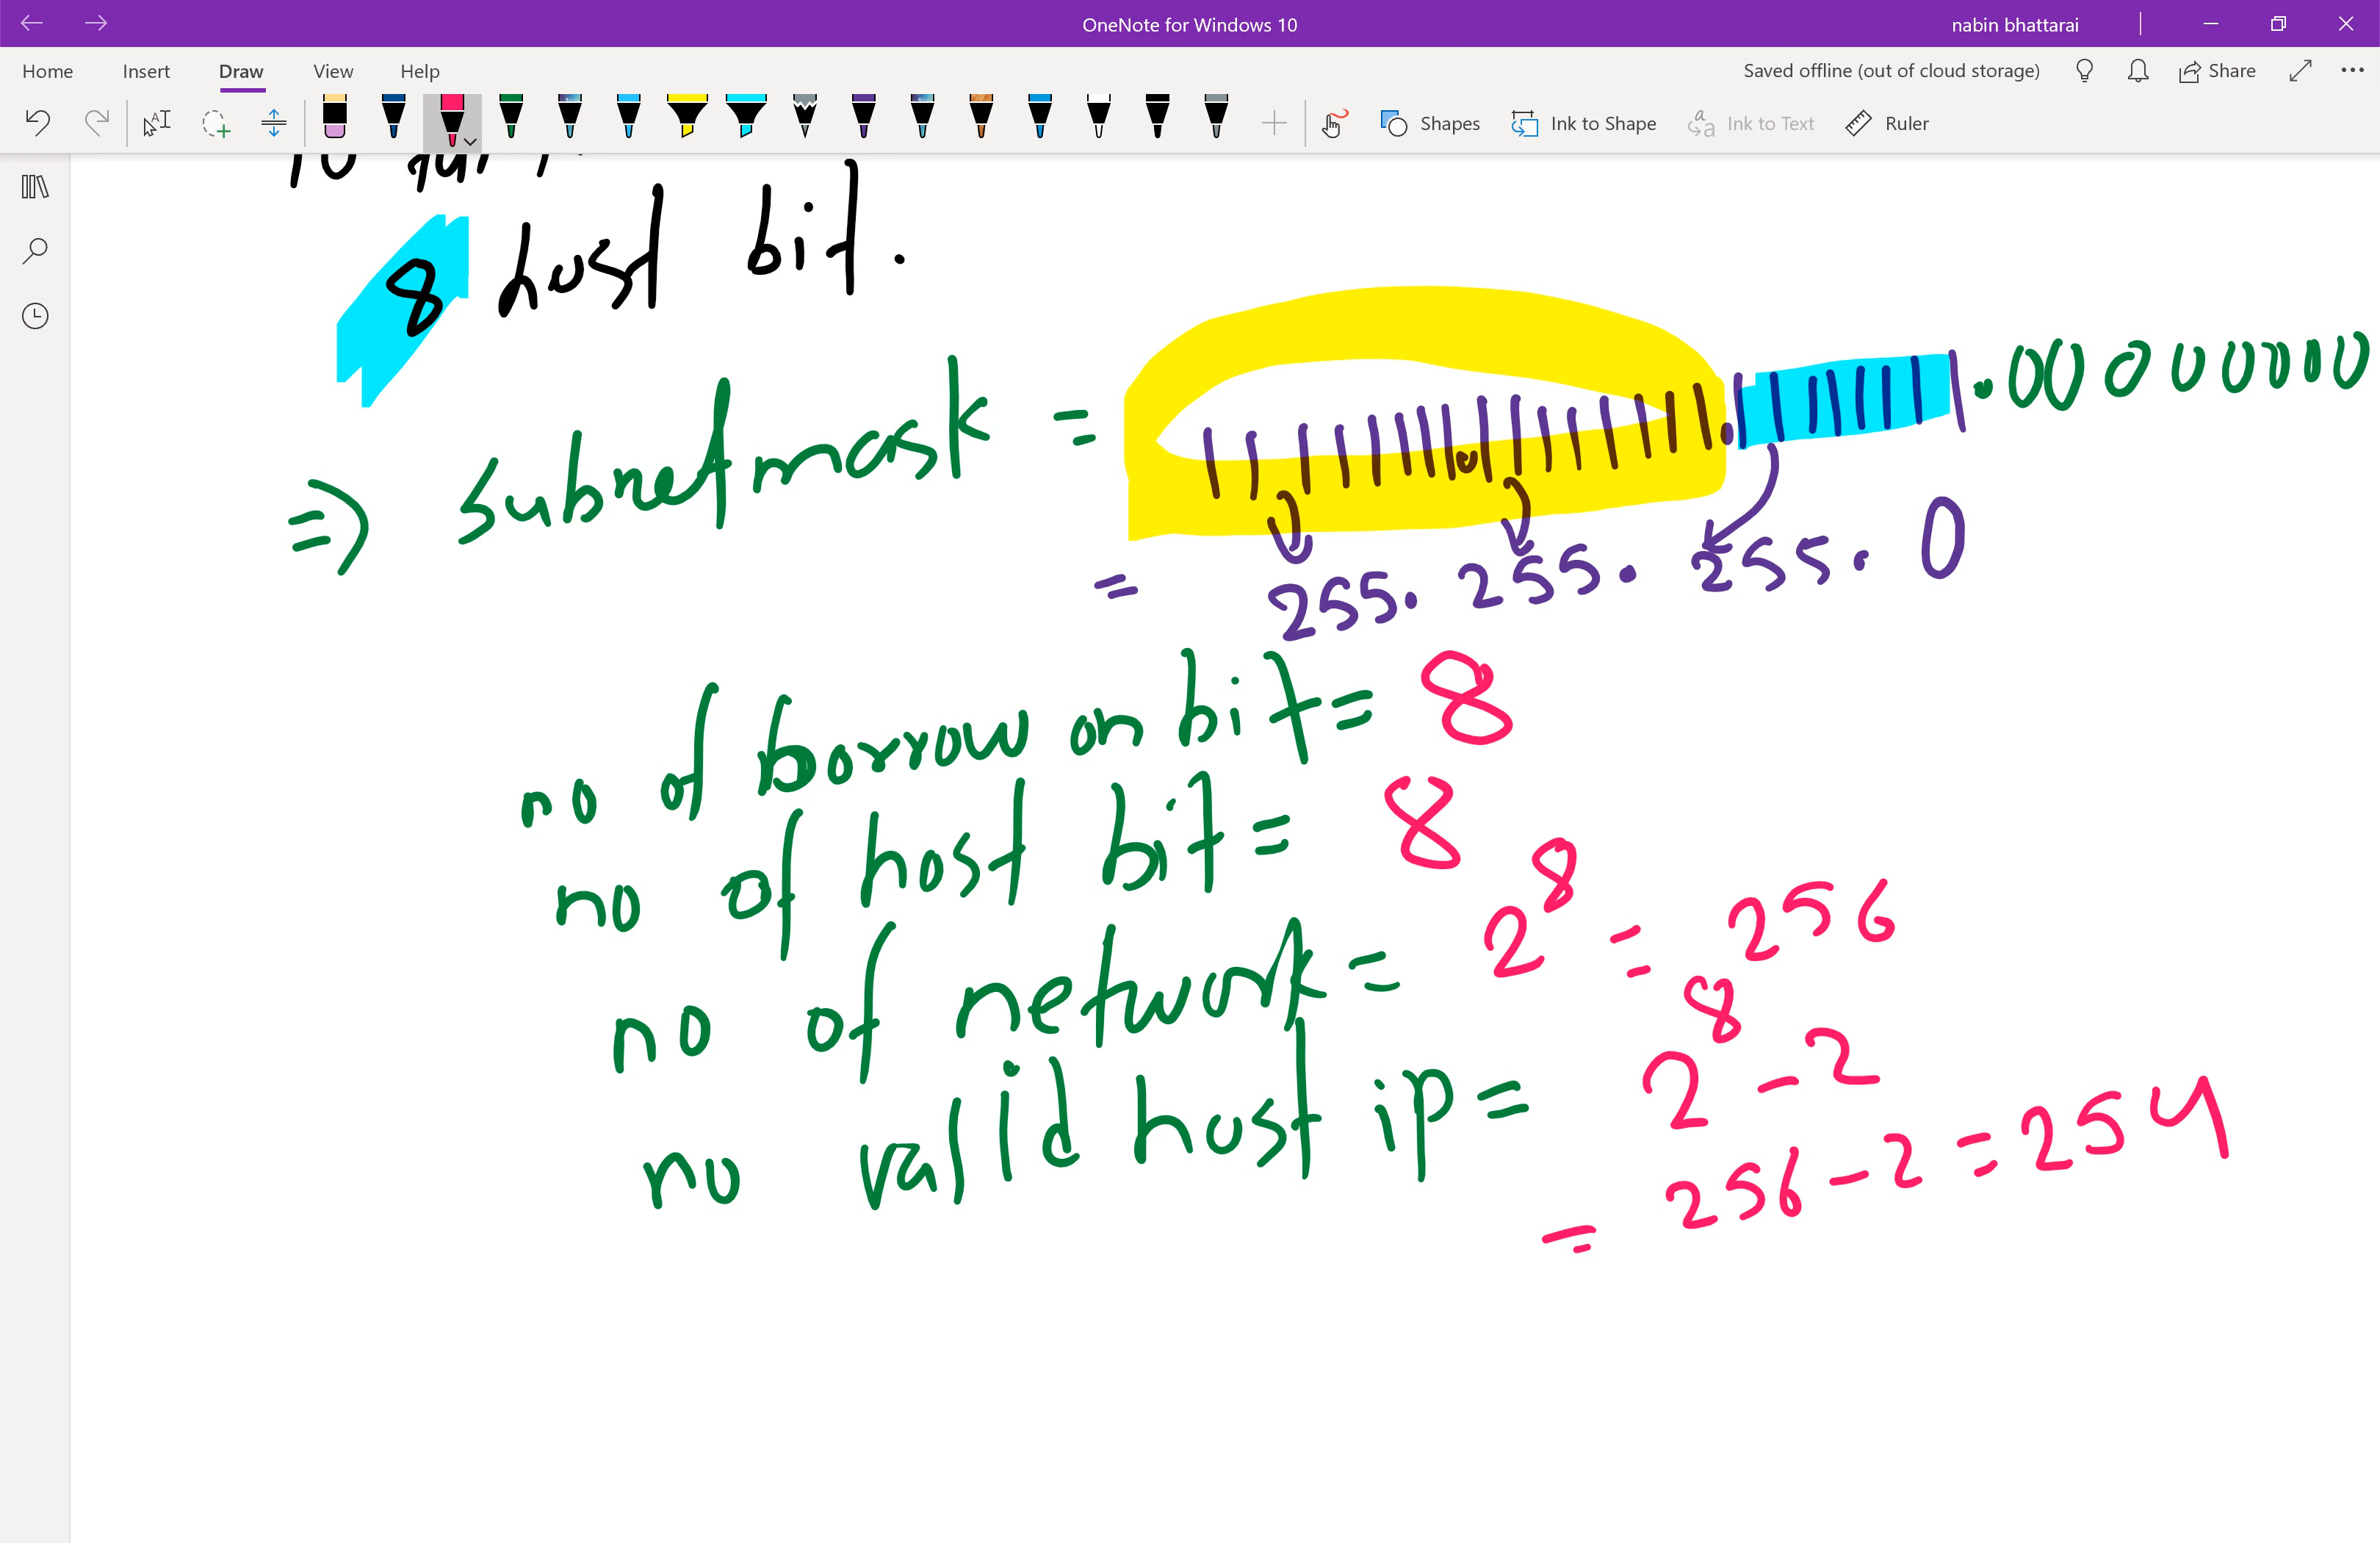 OneNote for Windows 10
nabin bhattarai
Home Insert Draw View Help
Saved offline (out of cloud storage) Share
Shapes Ink to Shape Ink to Text Ruler
8 host bit.
=> subnetmask = 11111111.11111111.11111111.00000000
= 255.255.255.0
no of borrow on bit = 8
no of host bit = 8
no of network = 2^8 = 256
no valid host ip = 2^8 - 2
= 256 - 2 = 254